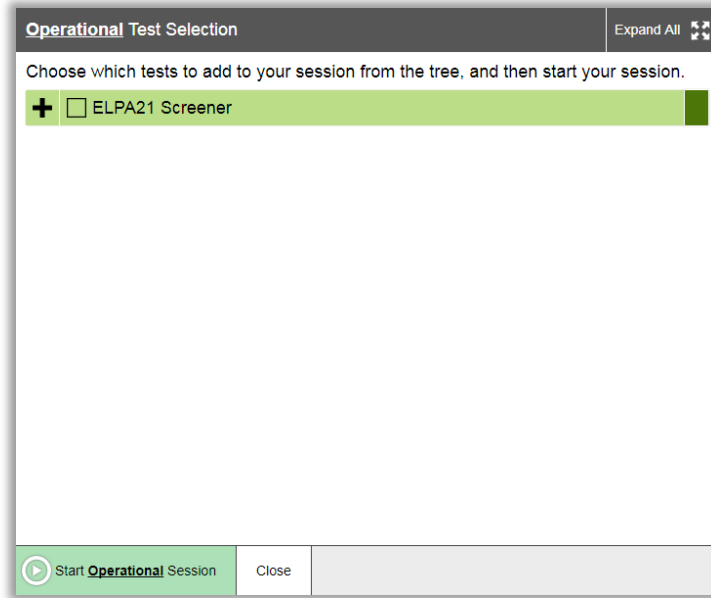 Operational Test Selection
Expand All
Choose which tests to add to your session from the tree, and then start your session.
ELPA21 Screener
Start Operational Session
Close